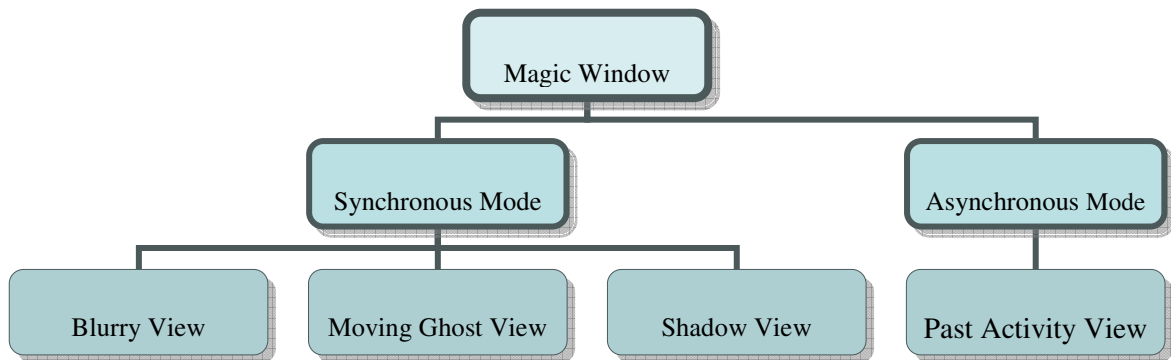 Magic Window
Synchronous Mode
Asynchronous Mode
Blurry View
Moving Ghost View
Shadow View
Past Activity View